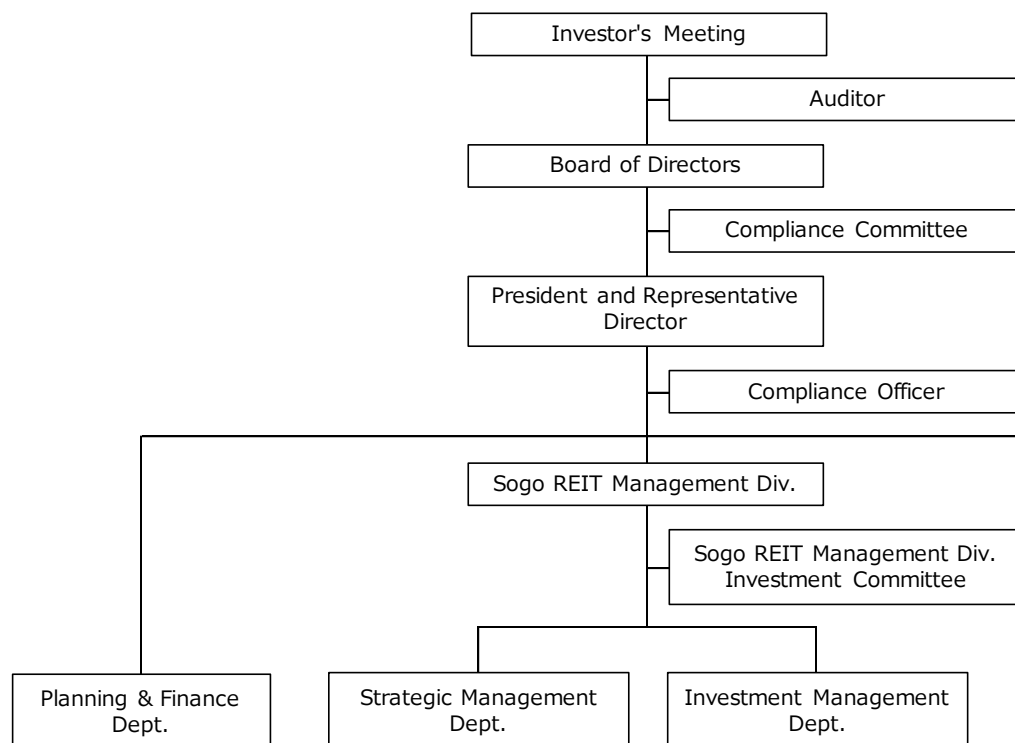 Investor's Meeting
Auditor
Board of Directors
Compliance Committee
President and Representative
Director
Compliance Officer
Sogo REIT Management Div.
Sogo REIT Management Div.
Investment Committee
Planning & Finance
Dept.
Strategic Management
Dept.
Investment Management
Dept.